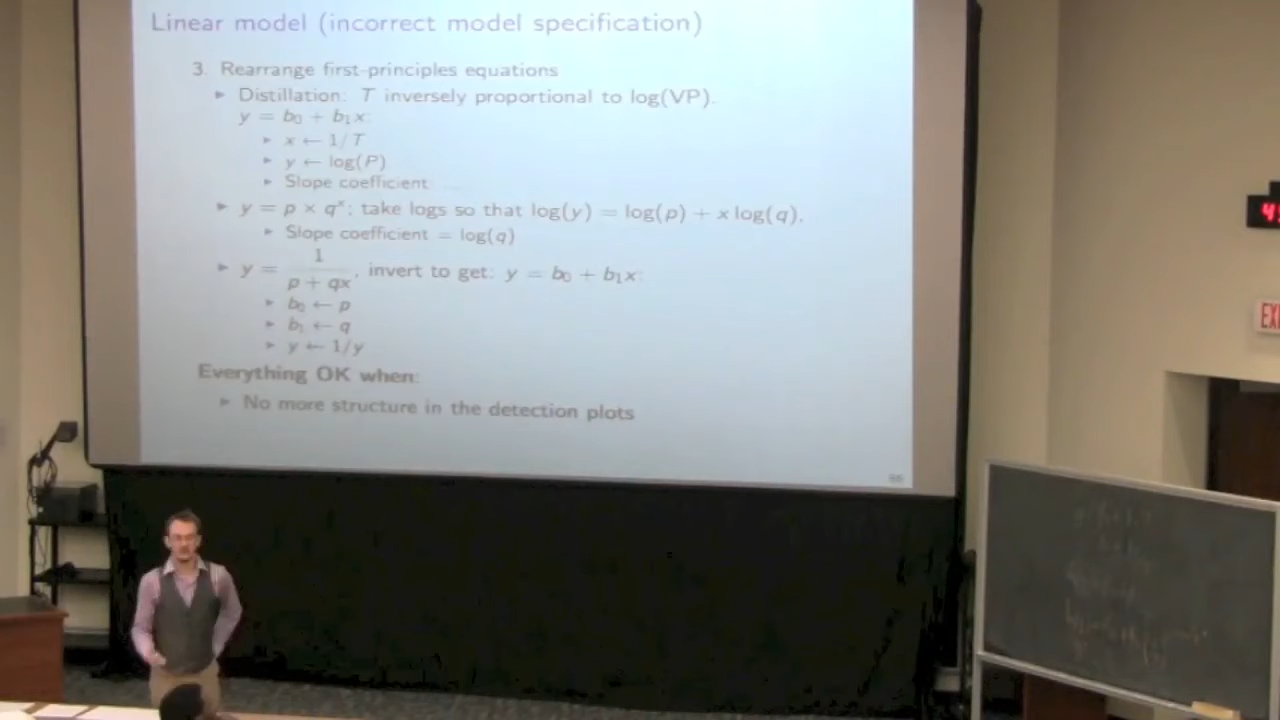 Linear model (incorrect model specification)
3. Rearrange first-principles equations
▸ Distillation: T inversely proportional to log(VP).
y = b₀ + b₁x:
▸ x ← 1/T
▸ y ← log(P)
▸ Slope coefficient
▸ y = p × qˣ; take logs so that log(y) = log(p) + x log(q).
▸ Slope coefficient = log(q)
▸ y = 1/(p + qx), invert to get: y = b₀ + b₁x:
▸ b₀ ← p
▸ b₁ ← q
▸ y ← 1/y
Everything OK when:
▸ No more structure in the detection plots